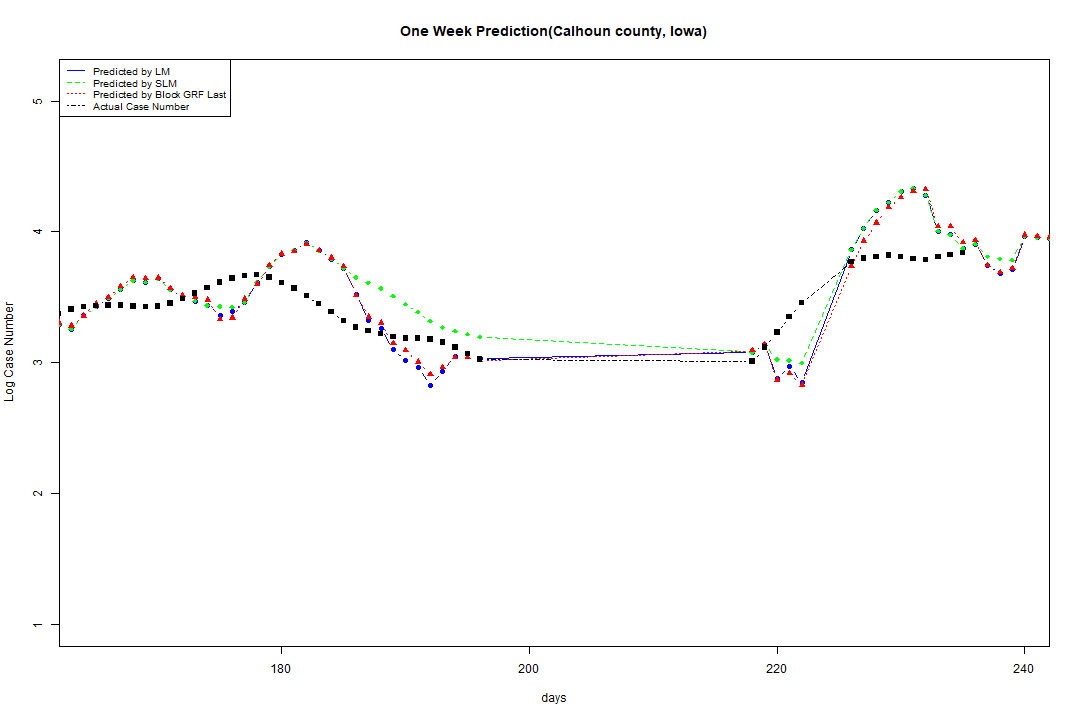 One Week Prediction(Calhoun county, Iowa)
Predicted by LM
Predicted by SLM
Predicted by Block GRF Last
Actual Case Number
5
4
3
2
1
Log Case Number
180 200 220 240
days